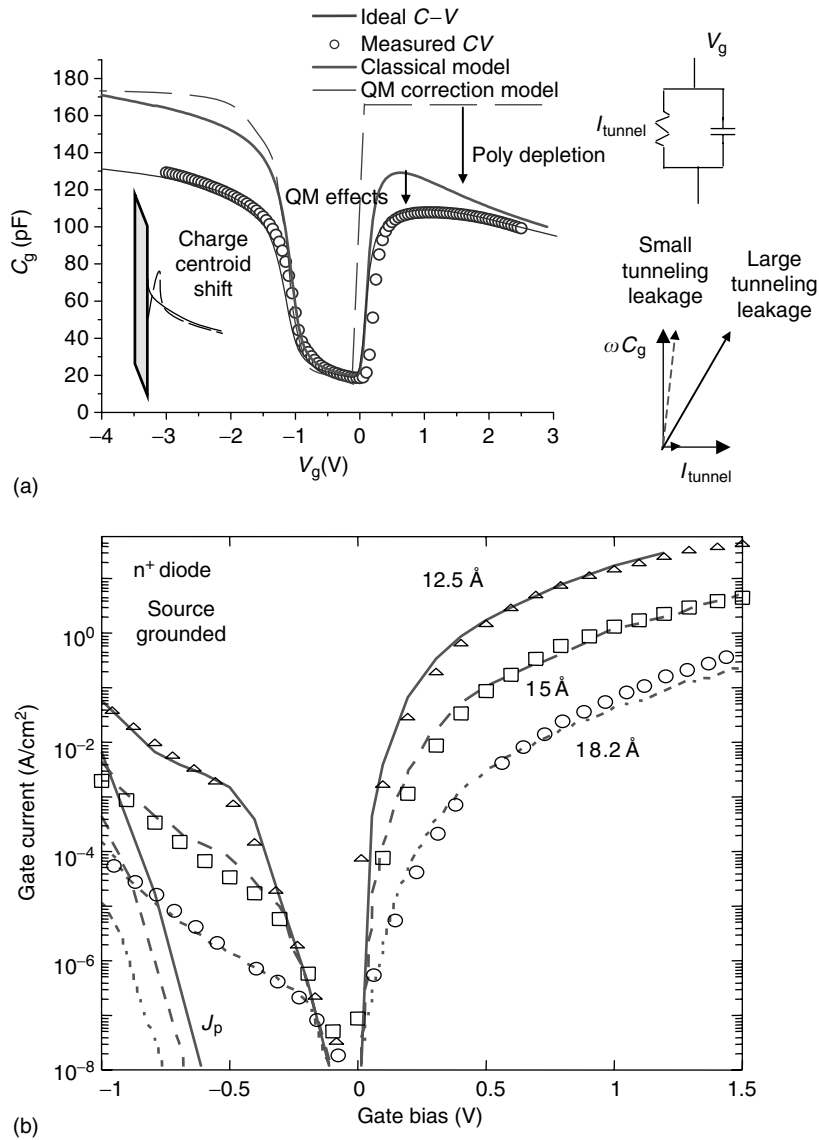 Ideal C–V
Measured CV
Classical model
QM correction model
180
160
140
120
100
80
60
40
20
0
C_g (pF)
−4
−3
−2
−1
0
1
2
3
V_g(V)
Poly depletion
QM effects
Charge
centroid
shift
V_g
I_tunnel
Small
tunneling
leakage
Large
tunneling
leakage
ωC_g
I_tunnel
(a)
n⁺ diode
Source
grounded
12.5 Å
15 Å
18.2 Å
J_p
10⁰
10⁻²
10⁻⁴
10⁻⁶
10⁻⁸
Gate current (A/cm²)
−1
−0.5
0
0.5
1
1.5
Gate bias (V)
(b)